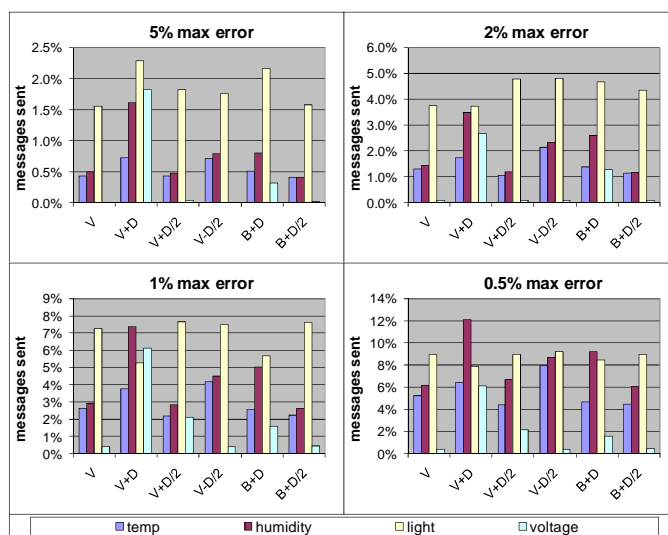 5% max error
messages sent
2.5%
2.0%
1.5%
1.0%
0.5%
0.0%
V
V+D
V+D/2
V-D/2
B+D
B+D/2
2% max error
messages sent
6.0%
5.0%
4.0%
3.0%
2.0%
1.0%
0.0%
V
V+D
V+D/2
V-D/2
B+D
B+D/2
1% max error
messages sent
9%
8%
7%
6%
5%
4%
3%
2%
1%
0%
V
V+D
V+D/2
V-D/2
B+D
B+D/2
0.5% max error
messages sent
14%
12%
10%
8%
6%
4%
2%
0%
V
V+D
V+D/2
V-D/2
B+D
B+D/2
temp
humidity
light
voltage